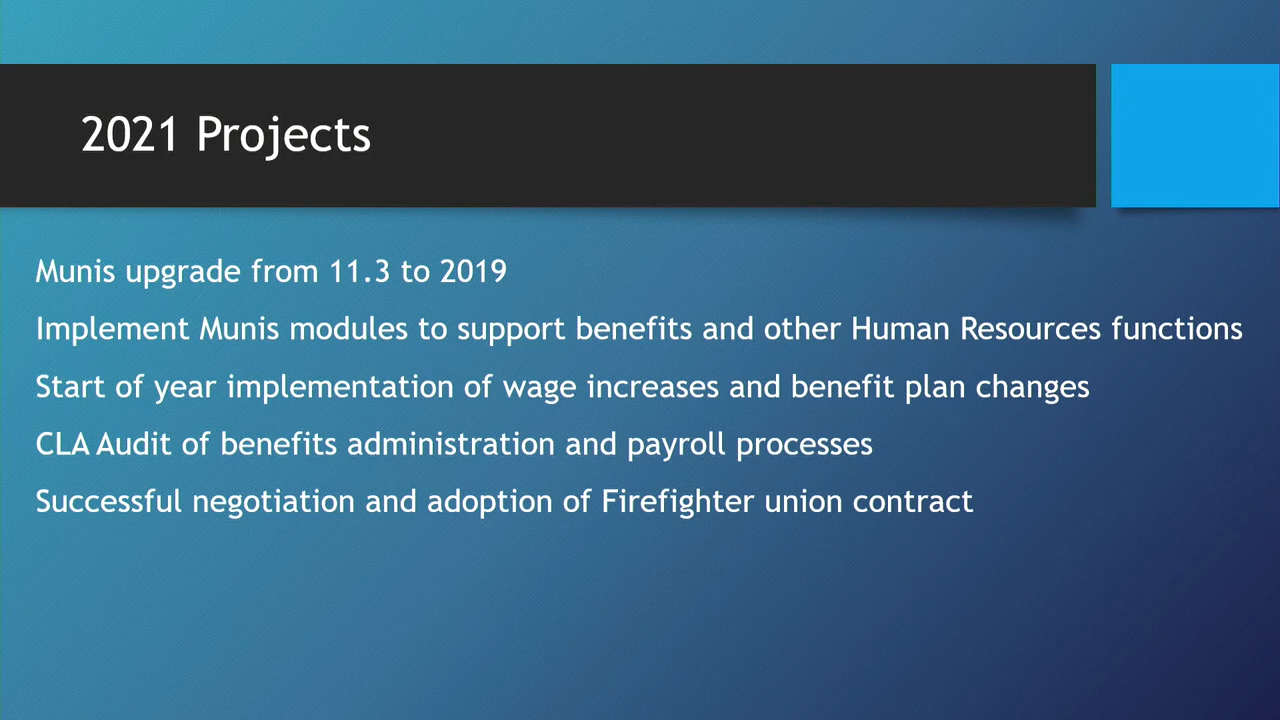 2021 Projects
Munis upgrade from 11.3 to 2019
Implement Munis modules to support benefits and other Human Resources functions
Start of year implementation of wage increases and benefit plan changes
CLA Audit of benefits administration and payroll processes
Successful negotiation and adoption of Firefighter union contract